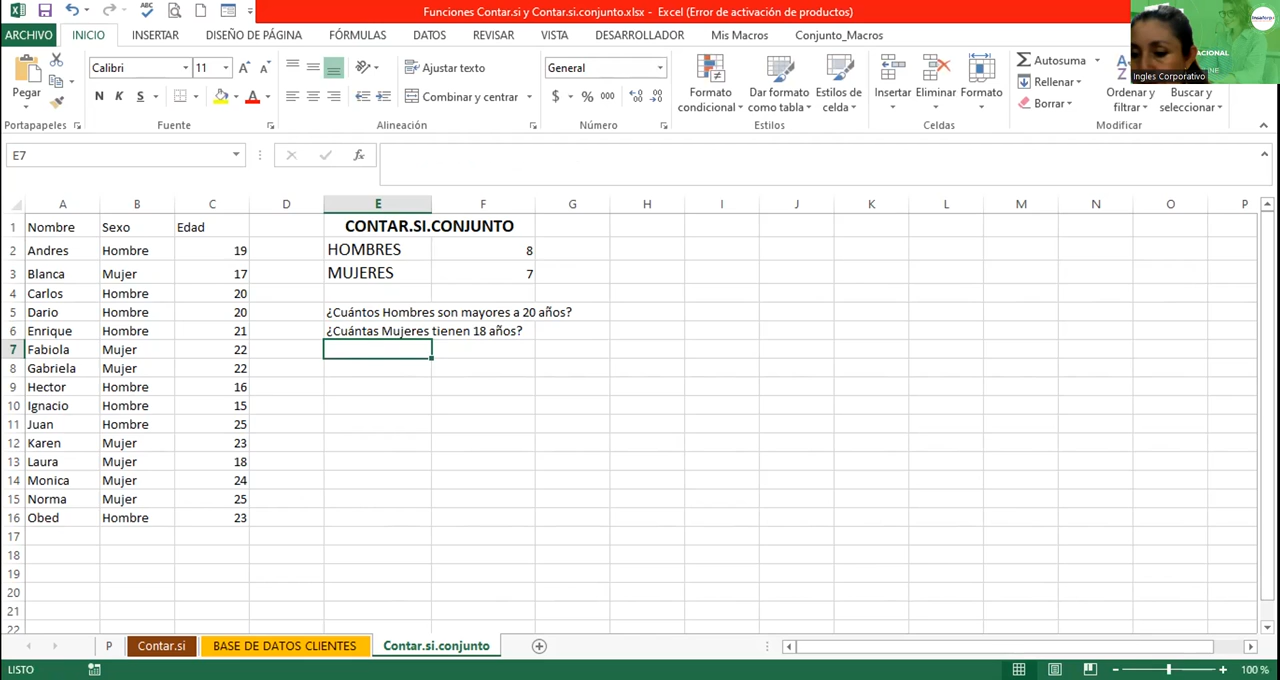 Funciones Contar.si y Contar.si.conjunto.xlsx - Excel (Error de activación de productos)
ARCHIVO INICIO INSERTAR DISEÑO DE PÁGINA FÓRMULAS DATOS REVISAR VISTA DESARROLLADOR Mis Macros Conjunto_Macros
ACIONAL
Ingles Corporativo
Pegar
Calibri 11
N K S
Ajustar texto
Combinar y centrar
General
$ % 000
Formato condicional
Dar formato como tabla
Estilos de celda
Insertar Eliminar Formato
Autosuma
Rellenar
Borrar
Ordenar y filtrar
Buscar y seleccionar
Portapapeles Fuente Alineación Número Estilos Celdas Modificar
E7 fx
A B C D E F G H I J K L M N O P
1 Nombre Sexo Edad CONTAR.SI.CONJUNTO
2 Andres Hombre 19 HOMBRES 8
3 Blanca Mujer 17 MUJERES 7
4 Carlos Hombre 20
5 Dario Hombre 20 ¿Cuántos Hombres son mayores a 20 años?
6 Enrique Hombre 21 ¿Cuántas Mujeres tienen 18 años?
7 Fabiola Mujer 22
8 Gabriela Mujer 22
9 Hector Hombre 16
10 Ignacio Hombre 15
11 Juan Hombre 25
12 Karen Mujer 23
13 Laura Mujer 18
14 Monica Mujer 24
15 Norma Mujer 25
16 Obed Hombre 23
17
18
19
20
21
22
P Contar.si BASE DE DATOS CLIENTES Contar.si.conjunto
LISTO 100 %